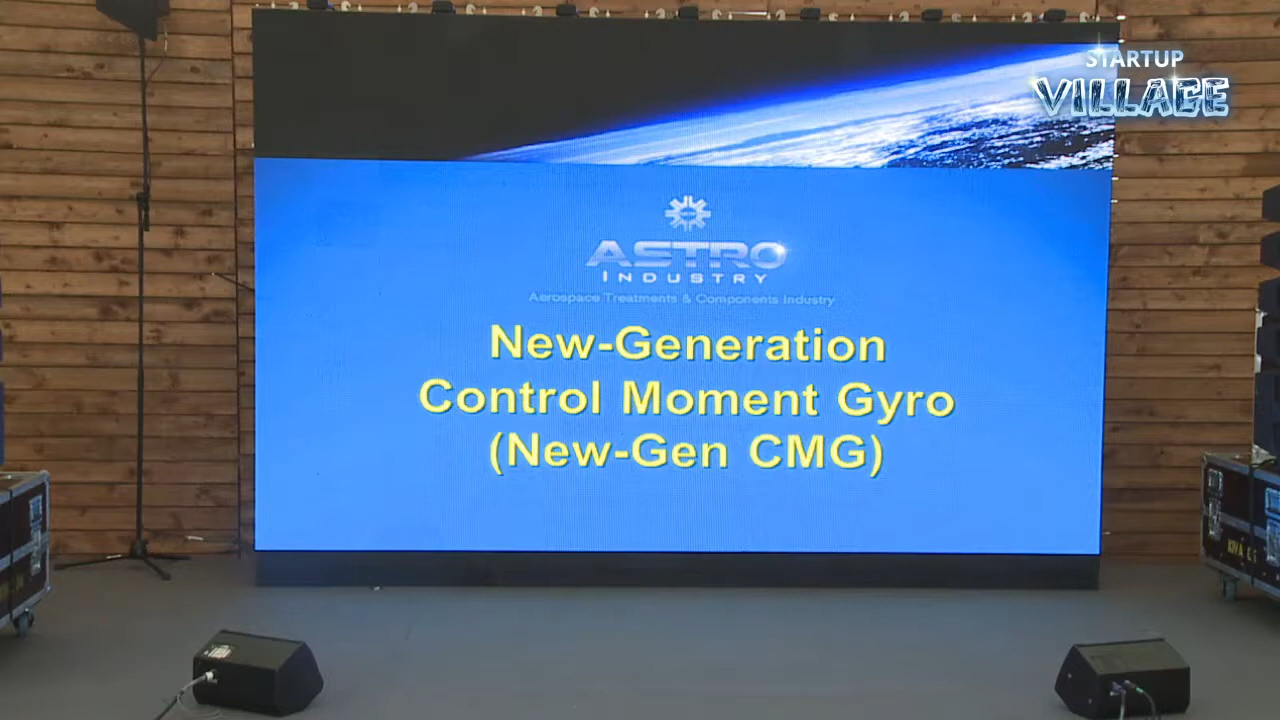 STARTUP
VILLAGE
ASTRO
INDUSTRY
Aerospace Treatments & Components Industry
New-Generation
Control Moment Gyro
(New-Gen CMG)